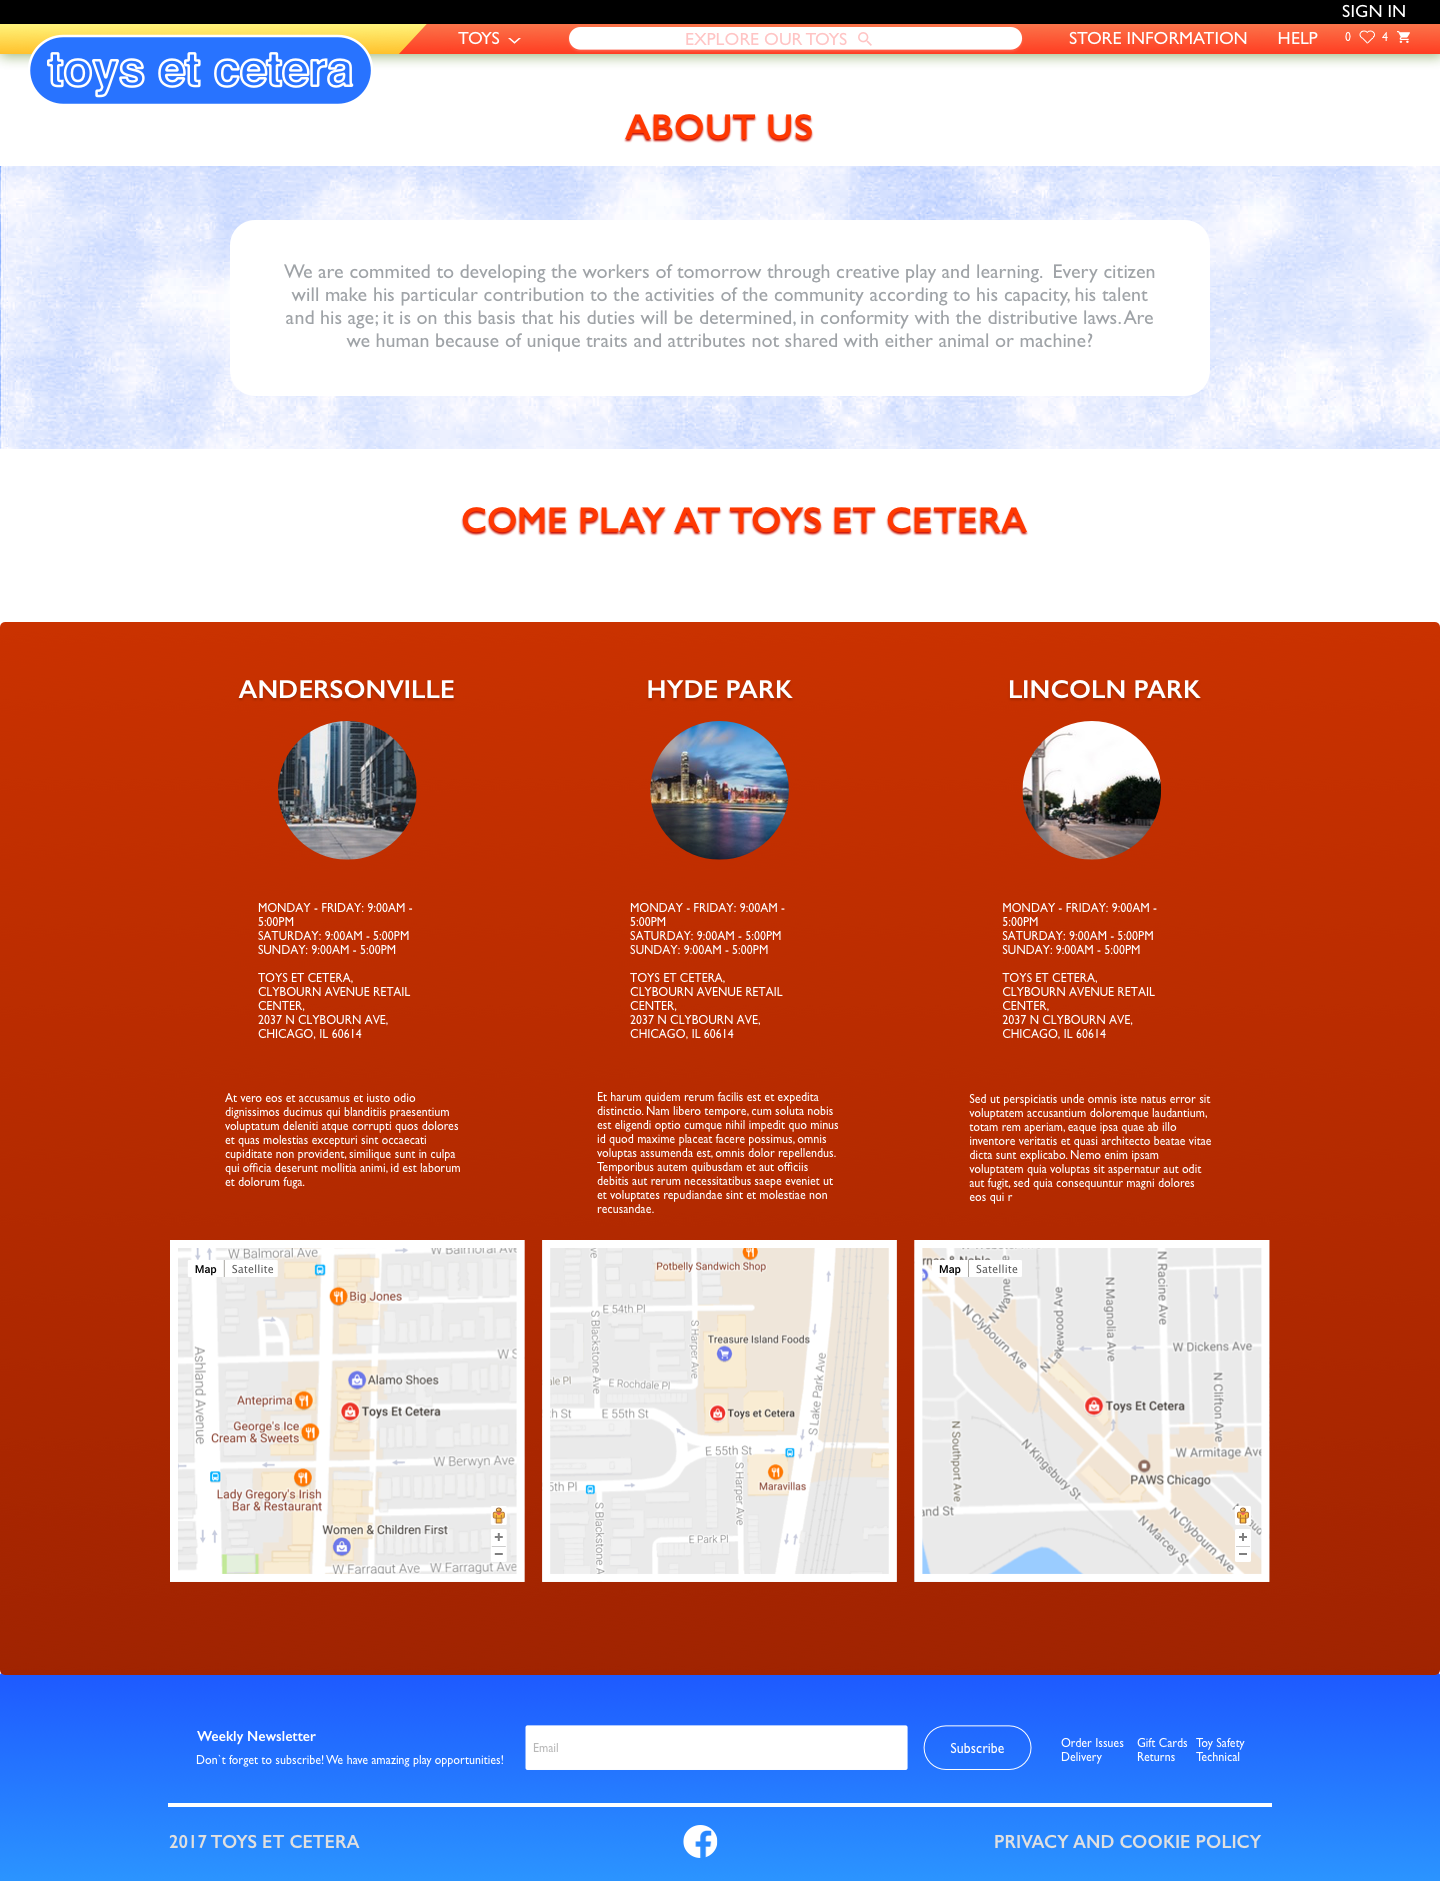 SIGN IN
TOYS
EXPLORE OUR TOYS
STORE INFORMATION
HELP
0
4
toys et cetera
ABOUT US
We are commited to developing the workers of tomorrow through creative play and learning.  Every citizen
will make his particular contribution to the activities of the community according to his capacity, his talent
and his age; it is on this basis that his duties will be determined, in conformity with the distributive laws. Are
we human because of unique traits and attributes not shared with either animal or machine?
COME PLAY AT TOYS ET CETERA
ANDERSONVILLE
MONDAY - FRIDAY: 9:00AM -
5:00PM
SATURDAY: 9:00AM - 5:00PM
SUNDAY: 9:00AM - 5:00PM
TOYS ET CETERA,
CLYBOURN AVENUE RETAIL
CENTER,
2037 N CLYBOURN AVE,
CHICAGO, IL 60614
At vero eos et accusamus et iusto odio
dignissimos ducimus qui blanditiis praesentium
voluptatum deleniti atque corrupti quos dolores
et quas molestias excepturi sint occaecati
cupiditate non provident, similique sunt in culpa
qui officia deserunt mollitia animi, id est laborum
et dolorum fuga.
HYDE PARK
MONDAY - FRIDAY: 9:00AM -
5:00PM
SATURDAY: 9:00AM - 5:00PM
SUNDAY: 9:00AM - 5:00PM
TOYS ET CETERA,
CLYBOURN AVENUE RETAIL
CENTER,
2037 N CLYBOURN AVE,
CHICAGO, IL 60614
Et harum quidem rerum facilis est et expedita
distinctio. Nam libero tempore, cum soluta nobis
est eligendi optio cumque nihil impedit quo minus
id quod maxime placeat facere possimus, omnis
voluptas assumenda est, omnis dolor repellendus.
Temporibus autem quibusdam et aut officiis
debitis aut rerum necessitatibus saepe eveniet ut
et voluptates repudiandae sint et molestiae non
recusandae.
LINCOLN PARK
MONDAY - FRIDAY: 9:00AM -
5:00PM
SATURDAY: 9:00AM - 5:00PM
SUNDAY: 9:00AM - 5:00PM
TOYS ET CETERA,
CLYBOURN AVENUE RETAIL
CENTER,
2037 N CLYBOURN AVE,
CHICAGO, IL 60614
Sed ut perspiciatis unde omnis iste natus error sit
voluptatem accusantium doloremque laudantium,
totam rem aperiam, eaque ipsa quae ab illo
inventore veritatis et quasi architecto beatae vitae
dicta sunt explicabo. Nemo enim ipsam
voluptatem quia voluptas sit aspernatur aut odit
aut fugit, sed quia consequuntur magni dolores
eos qui r
W Balmoral Ave
W Balmoral Ave
Map
Satellite
Big Jones
Ashland Avenue
W S
Alamo Shoes
Anteprima
Toys Et Cetera
George's Ice
Cream & Sweets
W Berwyn Ave
Lady Gregory's Irish
Bar & Restaurant
Women & Children First
W Farragut Ave
W Farragut Ave
ve
Potbelly Sandwich Shop
E 54th Pl
S Blackstone Ave
S Harper Ave
Treasure Island Foods
S Lake Park Ave
ale Pl
E Rochdale Pl
th St
E 55th St
Toys et Cetera
E 55th St
5th Pl
S Harper Ave
Maravillas
S Blackstone A
E Park Pl
Map
Satellite
N Clybourn Ave
N Wayne
N Lakewood Ave
N Magnolia Ave
N Racine Ave
W Dickens Ave
Toys Et Cetera
N Clifton Ave
N Southport Ave
N Kingsbury St
W Armitage Ave
PAWS Chicago
and St
N Marcey St
N Clybourn Ave
Weekly Newsletter
Don`t forget to subscribe! We have amazing play opportunities!
Email
Subscribe
Order Issues
Delivery
Gift Cards
Returns
Toy Safety
Technical
2017 TOYS ET CETERA
PRIVACY AND COOKIE POLICY